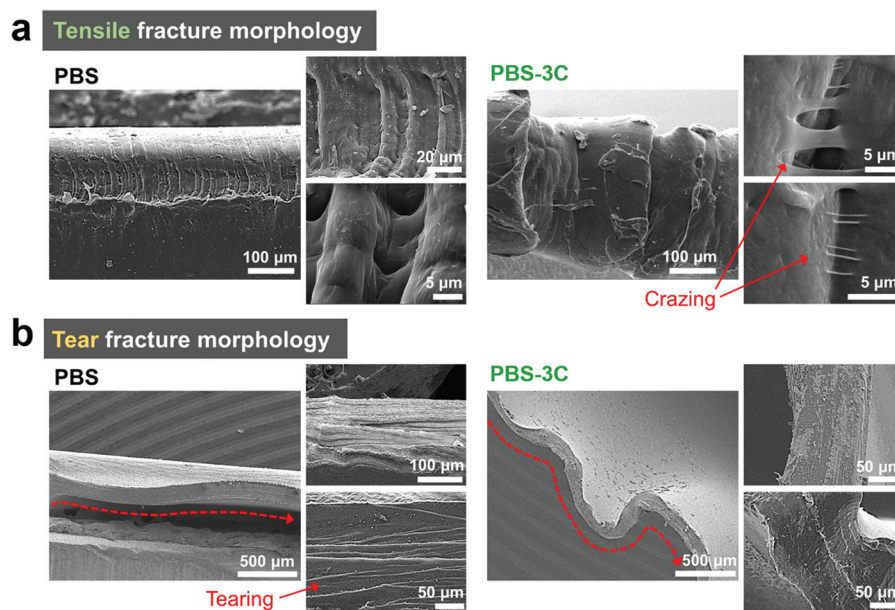 a Tensile fracture morphology
PBS
PBS-3C
20 µm
5 µm
100 µm
5 µm
100 µm
5 µm
Crazing
b Tear fracture morphology
PBS
PBS-3C
100 µm
50 µm
500 µm
500 µm
50 µm
50 µm
Tearing